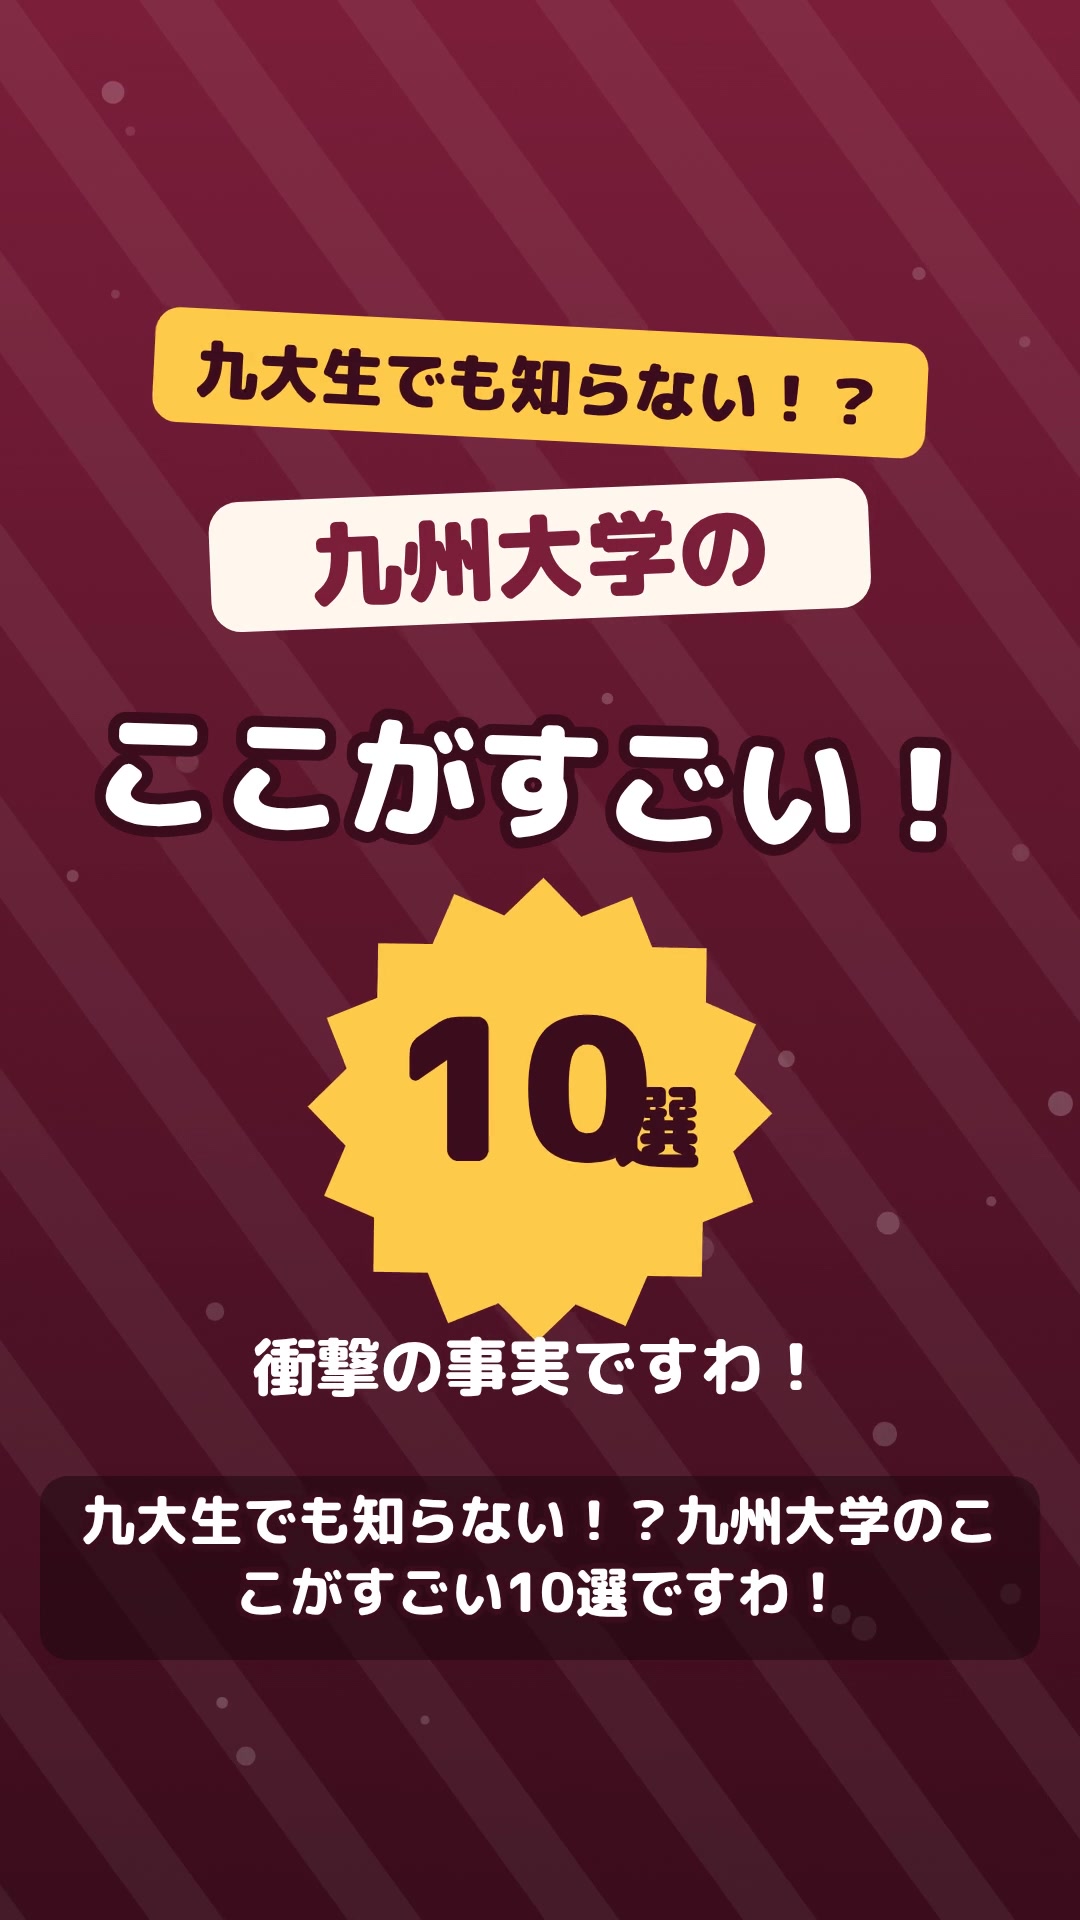 九大生でも知らない！？
九州大学の
ここがすごい！
10選
衝撃の事実ですわ！
九大生でも知らない！？九州大学のこ
こがすごい10選ですわ！